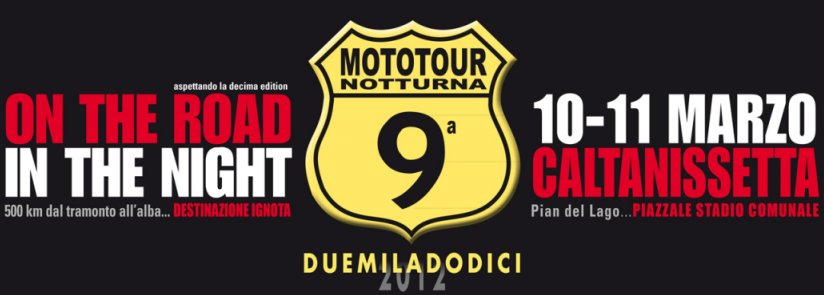 aspettando la decima edition
ON THE ROAD
IN THE NIGHT
500 km dal tramonto all'alba... DESTINAZIONE IGNOTA
MOTOTOUR
NOTTURNA
9ª
DUEMILADODICI
2012
10-11 MARZO
CALTANISSETTA
Pian del Lago...PIAZZALE STADIO COMUNALE